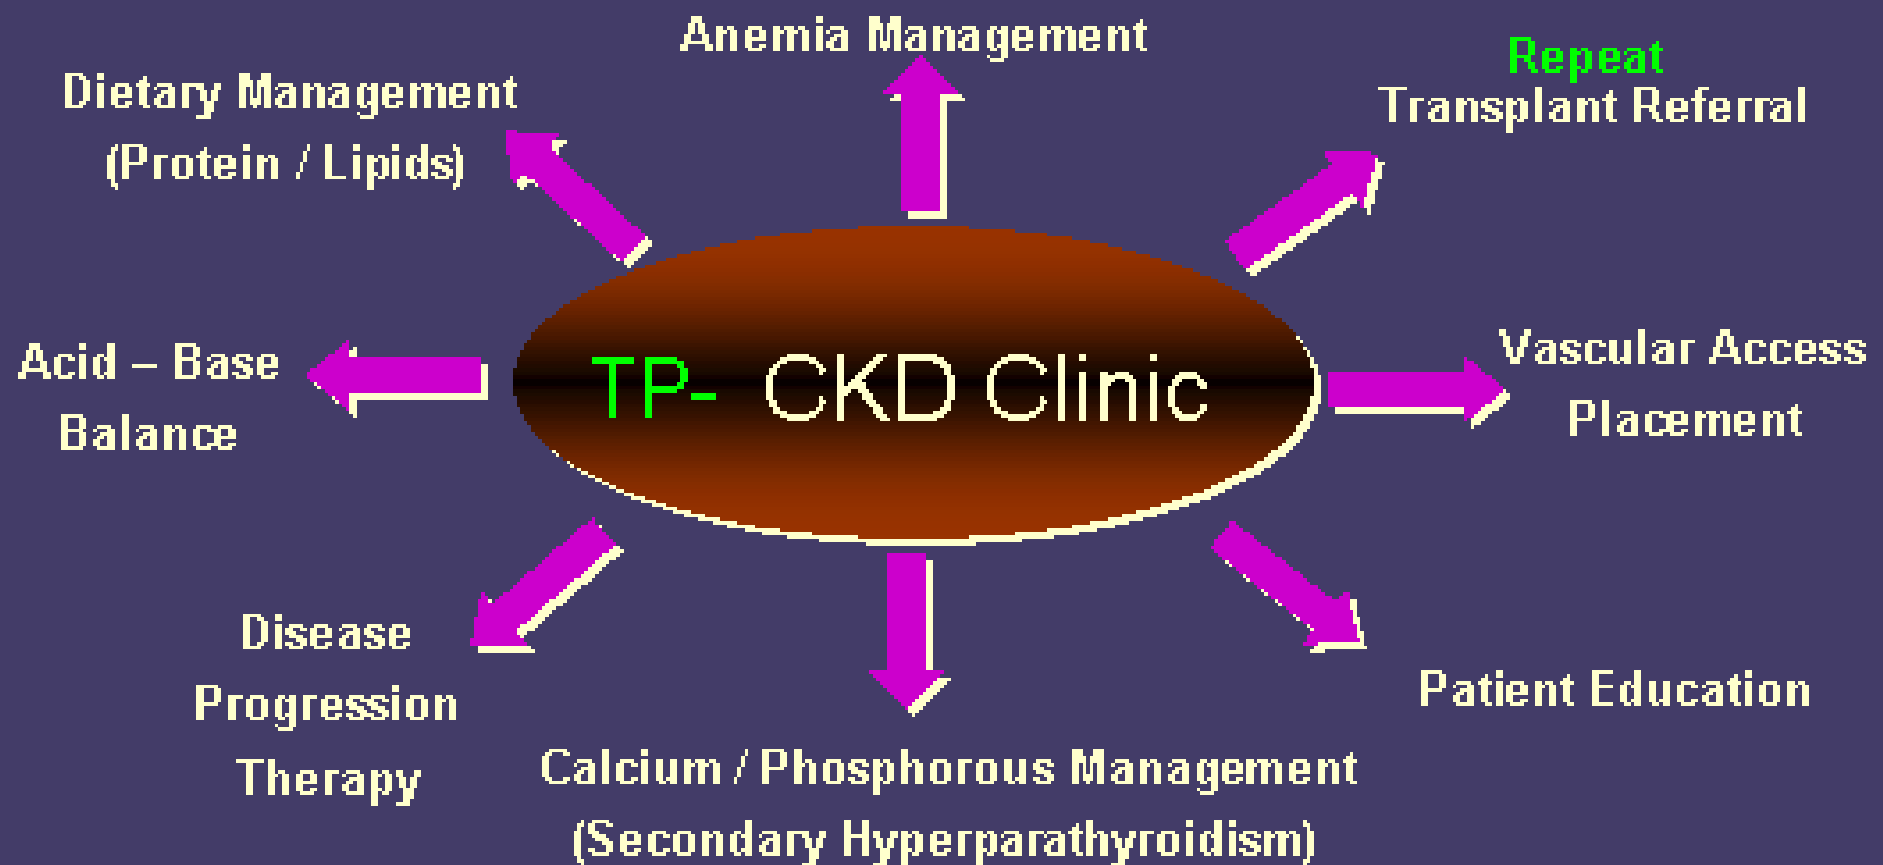 Anemia Management
Repeat
Transplant Referral
Dietary Management
(Protein / Lipids)
Acid – Base
Balance
TP- CKD Clinic
Vascular Access
Placement
Disease
Progression
Therapy
Patient Education
Calcium / Phosphorous Management
(Secondary Hyperparathyroidism)